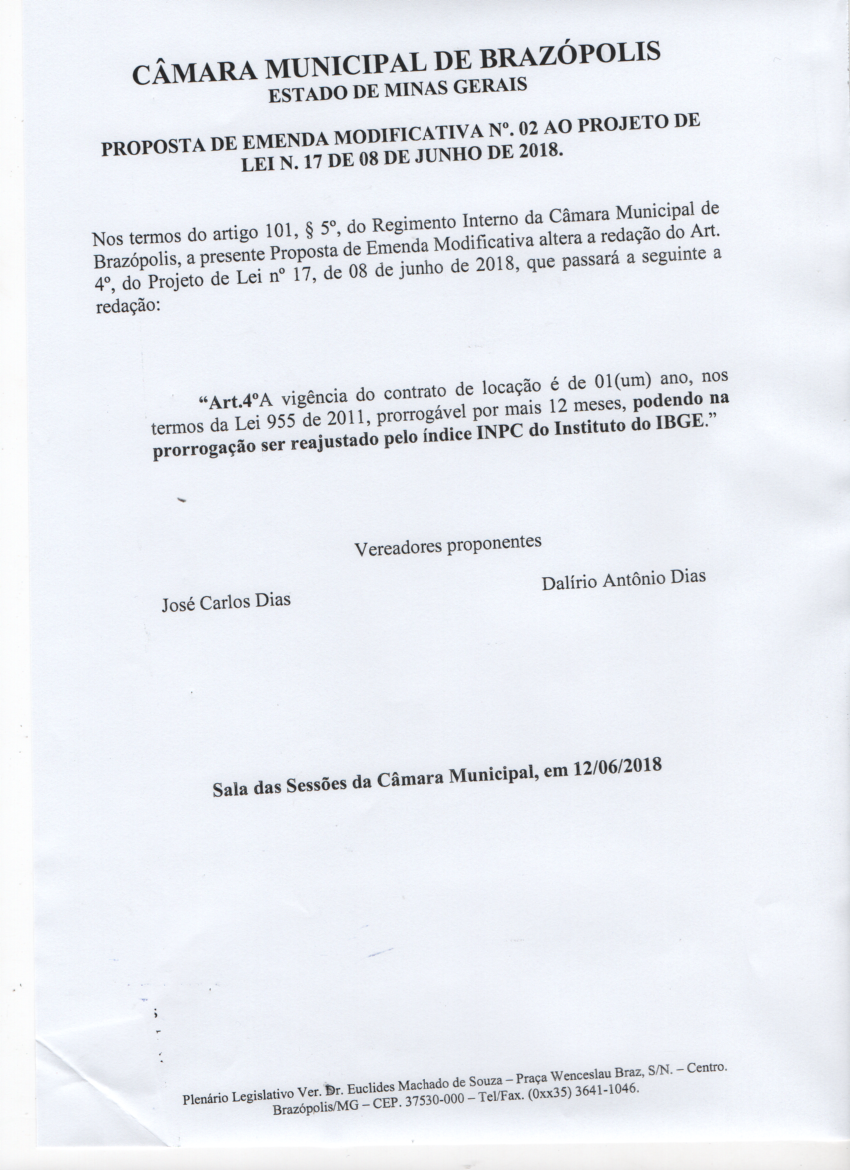 CÂMARA MUNICIPAL DE BRAZÓPOLIS
ESTADO DE MINAS GERAIS
PROPOSTA DE EMENDA MODIFICATIVA Nº. 02 AO PROJETO DE
LEI N. 17 DE 08 DE JUNHO DE 2018.
Nos termos do artigo 101, § 5º, do Regimento Interno da Câmara Municipal de
Brazópolis, a presente Proposta de Emenda Modificativa altera a redação do Art.
4º, do Projeto de Lei nº 17, de 08 de junho de 2018, que passará a seguinte a
redação:
“Art.4ºA vigência do contrato de locação é de 01(um) ano, nos
termos da Lei 955 de 2011, prorrogável por mais 12 meses, podendo na
prorrogação ser reajustado pelo índice INPC do Instituto do IBGE.”
Vereadores proponentes
José Carlos Dias Dalírio Antônio Dias
Sala das Sessões da Câmara Municipal, em 12/06/2018
Plenário Legislativo Ver. Dr. Euclides Machado de Souza – Praça Wenceslau Braz, S/N. – Centro.
Brazópolis/MG – CEP. 37530-000 – Tel/Fax. (0xx35) 3641-1046.